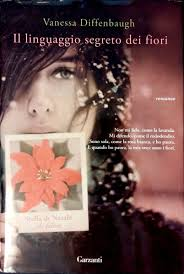 Vanessa Diffenbaugh
Il linguaggio segreto dei fiori
romanzo
Non mi fido, come la lavanda.
Mi difendo, come il rododendro.
Sono sola, come la rosa bianca, e ho paura.
E quando ho paura, la mia voce sono i fiori.
Stella di Natale
Garzanti